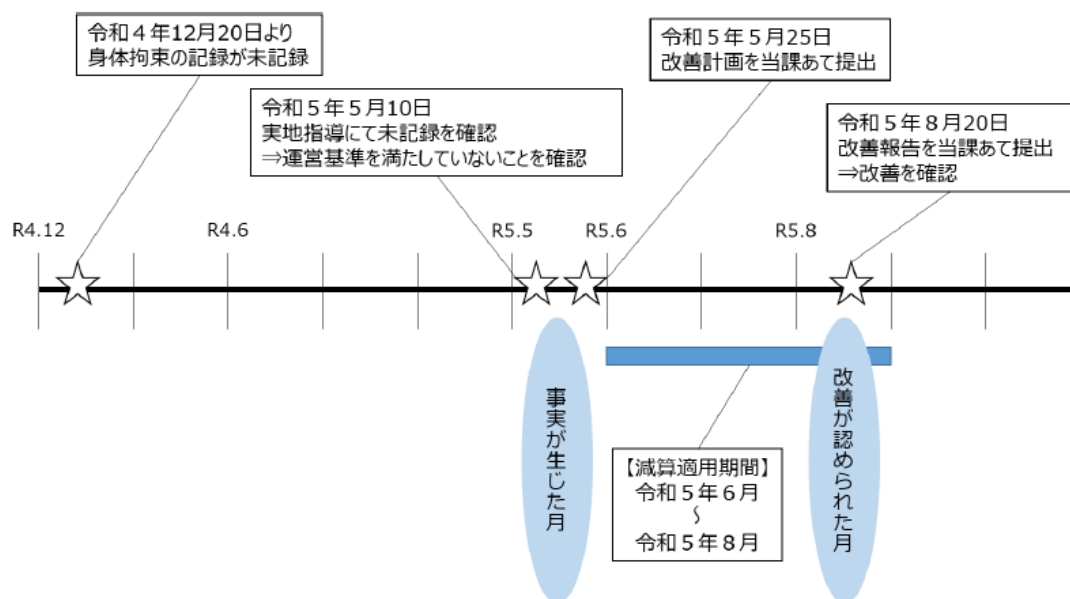 令和４年12月20日より
身体拘束の記録が未記録
令和５年５月10日
実地指導にて未記録を確認
⇒運営基準を満たしていないことを確認
令和５年５月25日
改善計画を当課あて提出
令和５年８月20日
改善報告を当課あて提出
⇒改善を確認
R4.12
R4.6
R5.5
R5.6
R5.8
事実が生じた月
【減算適用期間】
令和５年６月
～
令和５年８月
改善が認められた月